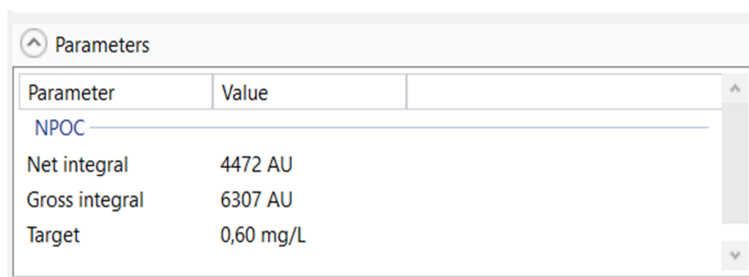 Parameters
Parameter Value
NPOC
Net integral 4472 AU
Gross integral 6307 AU
Target 0,60 mg/L